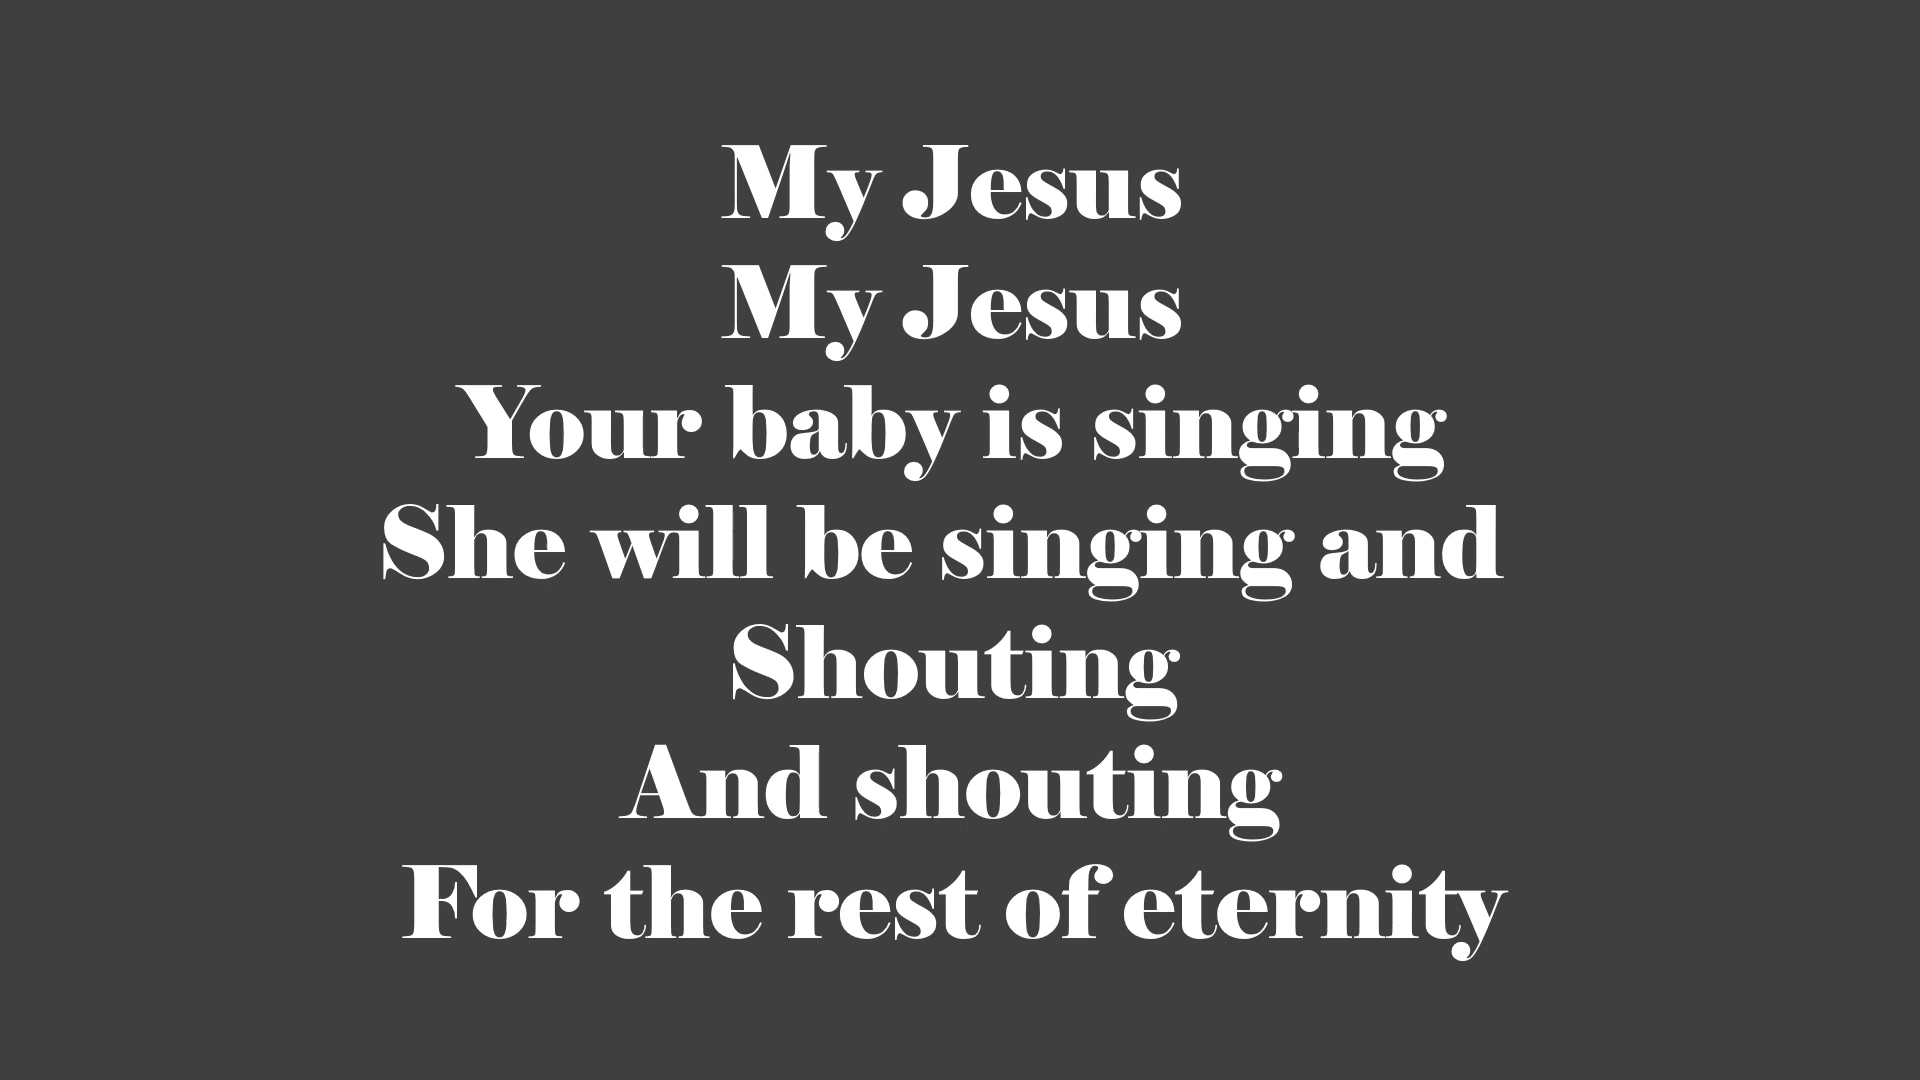 My Jesus
My Jesus
Your baby is singing
She will be singing and
Shouting
And shouting
For the rest of eternity